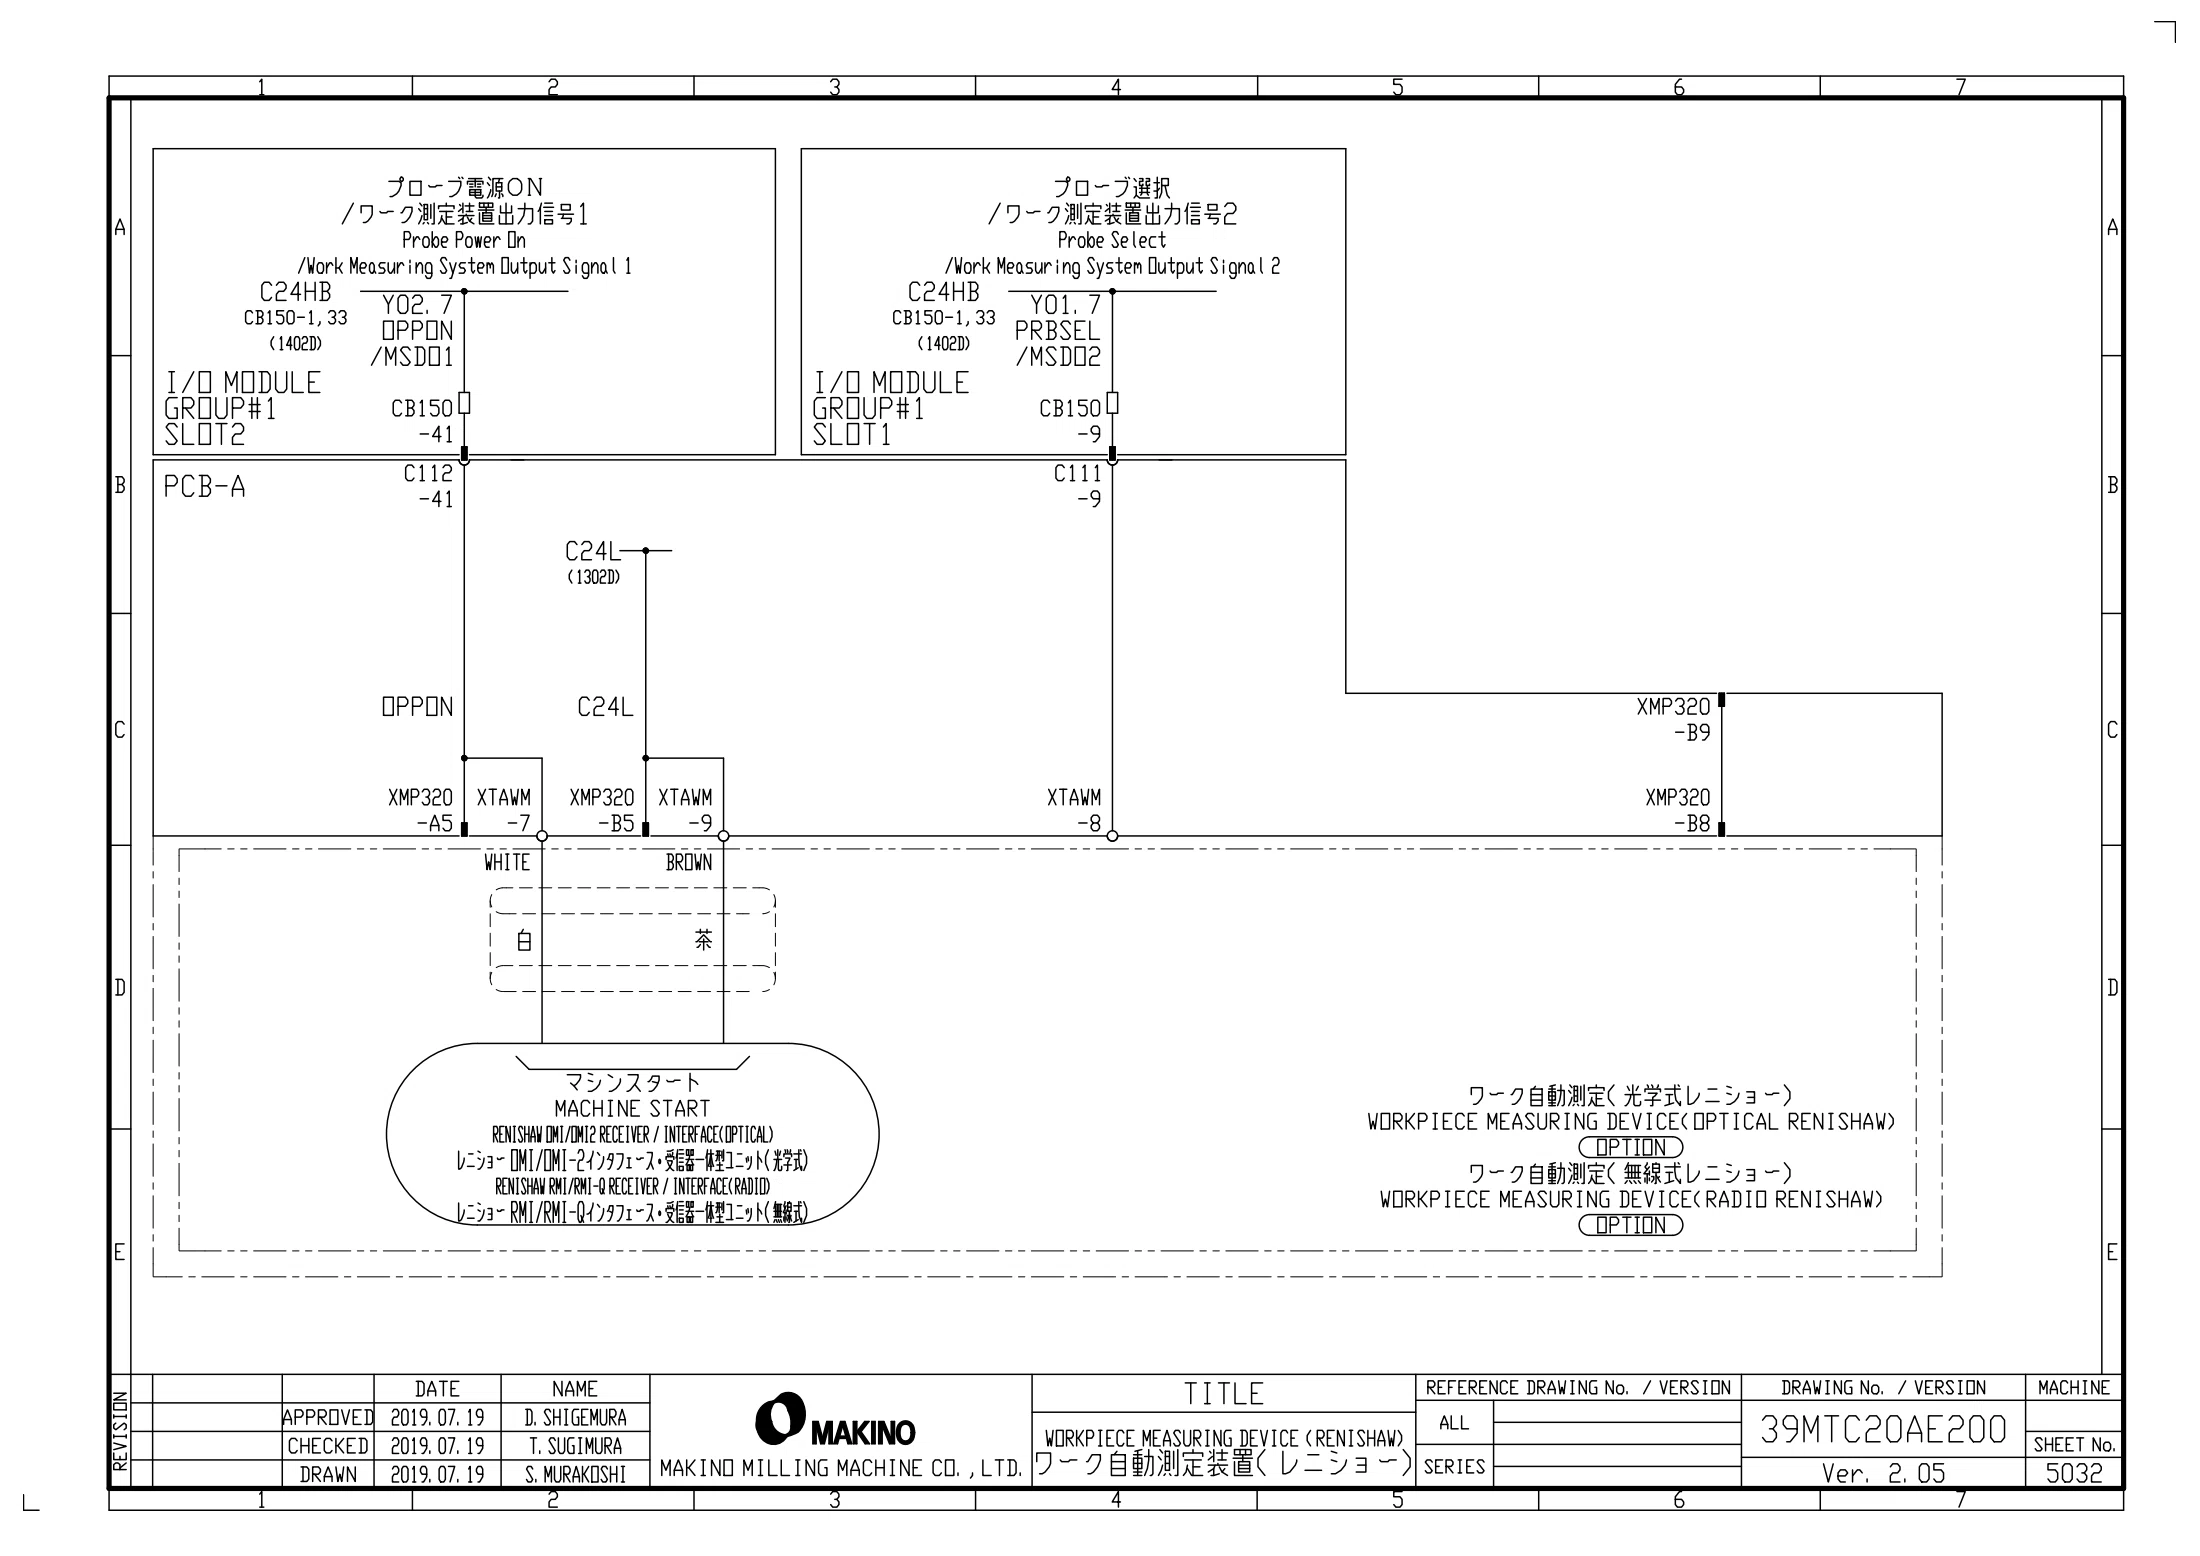 1 2 3 4 5 6 7
A A
B B
C C
D D
E E
プローブ電源ON
/ワーク測定装置出力信号1
Probe Power On
/Work Measuring System Output Signal 1
C24HB
CB150-1,33
(1402D)
Y02.7
OPPON
/MSDO1
I/O MODULE
GROUP#1
SLOT2
CB150
-41
プローブ選択
/ワーク測定装置出力信号2
Probe Select
/Work Measuring System Output Signal 2
C24HB
CB150-1,33
(1402D)
Y01.7
PRBSEL
/MSDO2
I/O MODULE
GROUP#1
SLOT1
CB150
-9
PCB-A
C112
-41
C111
-9
C24L
(1302D)
OPPON
C24L
XMP320
-B9
XMP320
-A5
XTAWM
-7
XMP320
-B5
XTAWM
-9
XTAWM
-8
XMP320
-B8
WHITE
BROWN
白
茶
マシンスタート
MACHINE START
RENISHAW OMI/OMI2 RECEIVER / INTERFACE(OPTICAL)
レニショー OMI/OMI-2インタフェース・受信器一体型ユニット(光学式)
RENISHAW RMI/RMI-Q RECEIVER / INTERFACE(RADIO)
レニショー RMI/RMI-Qインタフェース・受信器一体型ユニット(無線式)
ワーク自動測定(光学式レニショー)
WORKPIECE MEASURING DEVICE(OPTICAL RENISHAW)
OPTION
ワーク自動測定(無線式レニショー)
WORKPIECE MEASURING DEVICE(RADIO RENISHAW)
OPTION
REVISION
DATE NAME
APPROVED 2019.07.19 D. SHIGEMURA
CHECKED 2019.07.19 T. SUGIMURA
DRAWN 2019.07.19 S. MURAKOSHI
MAKINO
MAKINO MILLING MACHINE CO.,LTD.
TITLE
WORKPIECE MEASURING DEVICE (RENISHAW)
ワーク自動測定装置(レニショー)
REFERENCE DRAWING No. / VERSION
ALL
SERIES
DRAWING No. / VERSION
39MTC20AE200
Ver. 2.05
MACHINE
SHEET No.
5032
1 2 3 4 5 6 7